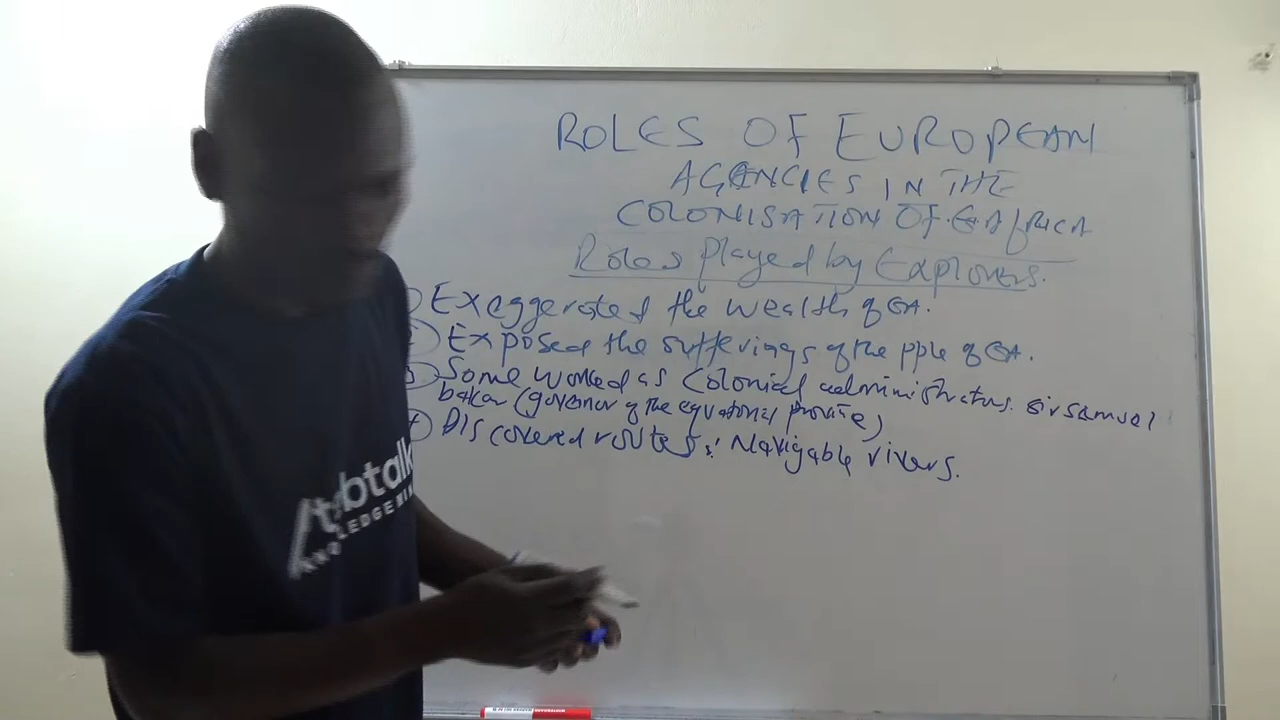 ROLES OF EUROPEAN
AGENCIES IN THE
COLONISATION OF E.AFRICA
Roles played by Explorers.
Exaggerated the wealth of EA.
Exposed the sufferings of the pple of EA.
Some worked as colonial administrators. sir samuel
baker (governor of the equatorial province)
Discovered routes: Navigable rivers.
btalk
KNOWLEDGE